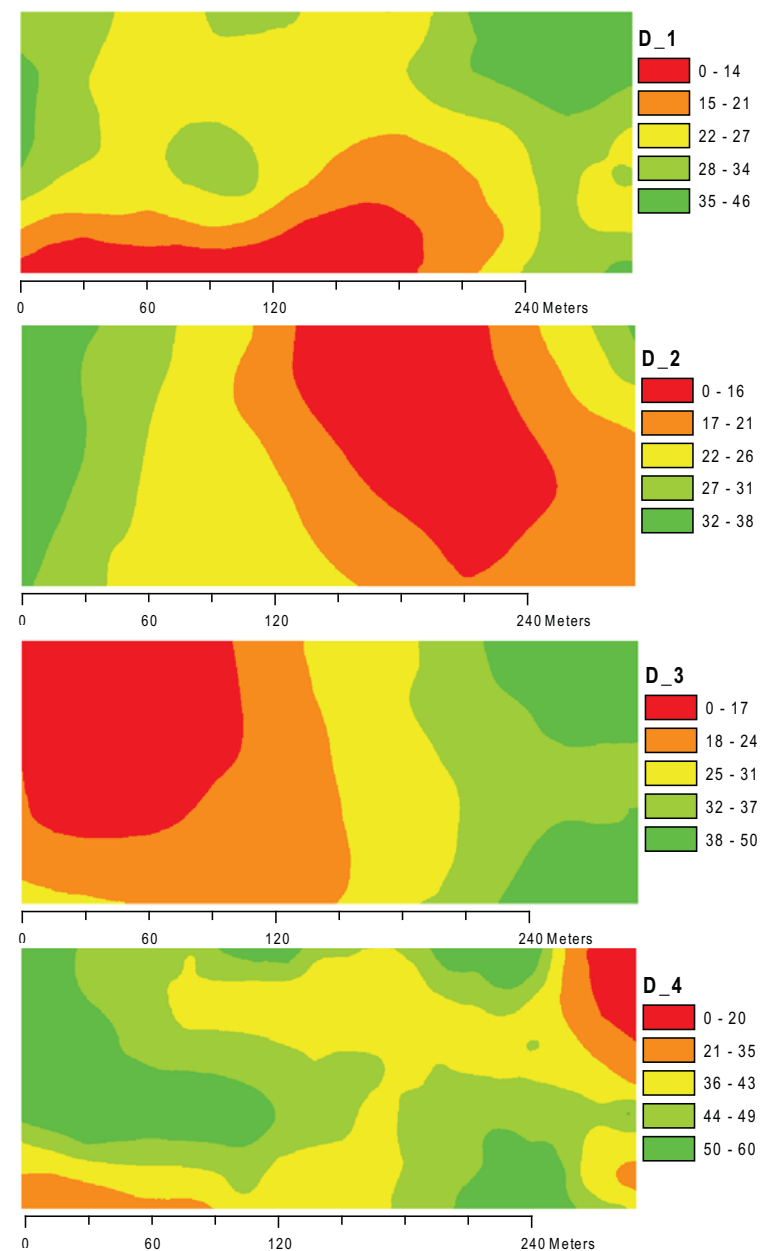 D_1
0 - 14
15 - 21
22 - 27
28 - 34
35 - 46
0 60 120 240 Meters
D_2
0 - 16
17 - 21
22 - 26
27 - 31
32 - 38
0 60 120 240 Meters
D_3
0 - 17
18 - 24
25 - 31
32 - 37
38 - 50
0 60 120 240 Meters
D_4
0 - 20
21 - 35
36 - 43
44 - 49
50 - 60
0 60 120 240 Meters